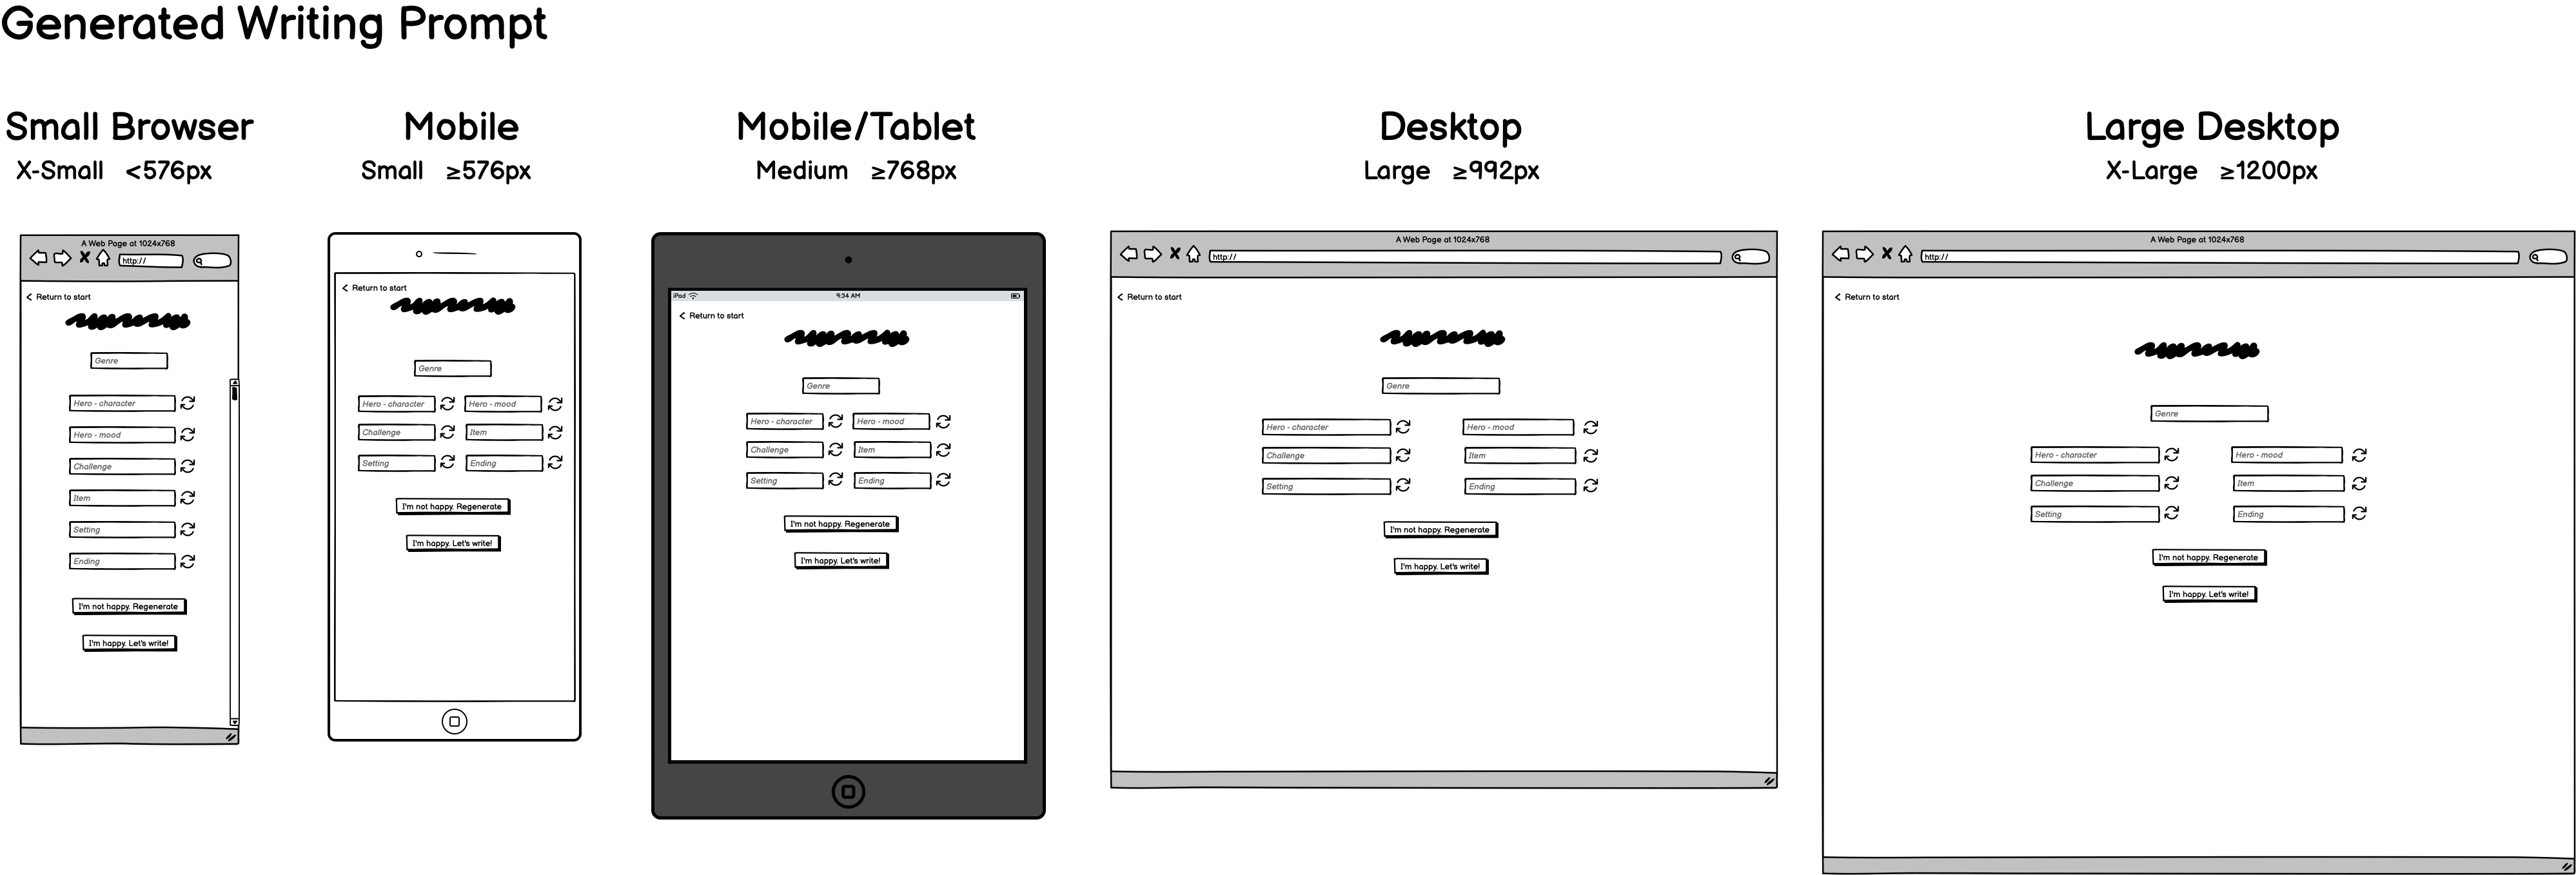 Generated Writing Prompt
Small Browser
X-Small <576px
A Web Page at 1024x768
http://
Return to start
Genre
Hero - character
Hero - mood
Challenge
Item
Setting
Ending
I'm not happy. Regenerate
I'm happy. Let's write!
Mobile
Small ≥576px
Return to start
Genre
Hero - character Hero - mood
Challenge Item
Setting Ending
I'm not happy. Regenerate
I'm happy. Let's write!
Mobile/Tablet
Medium ≥768px
iPad 9:34 AM
Return to start
Genre
Hero - character Hero - mood
Challenge Item
Setting Ending
I'm not happy. Regenerate
I'm happy. Let's write!
Desktop
Large ≥992px
A Web Page at 1024x768
http://
Return to start
Genre
Hero - character Hero - mood
Challenge Item
Setting Ending
I'm not happy. Regenerate
I'm happy. Let's write!
Large Desktop
X-Large ≥1200px
A Web Page at 1024x768
http://
Return to start
Genre
Hero - character Hero - mood
Challenge Item
Setting Ending
I'm not happy. Regenerate
I'm happy. Let's write!